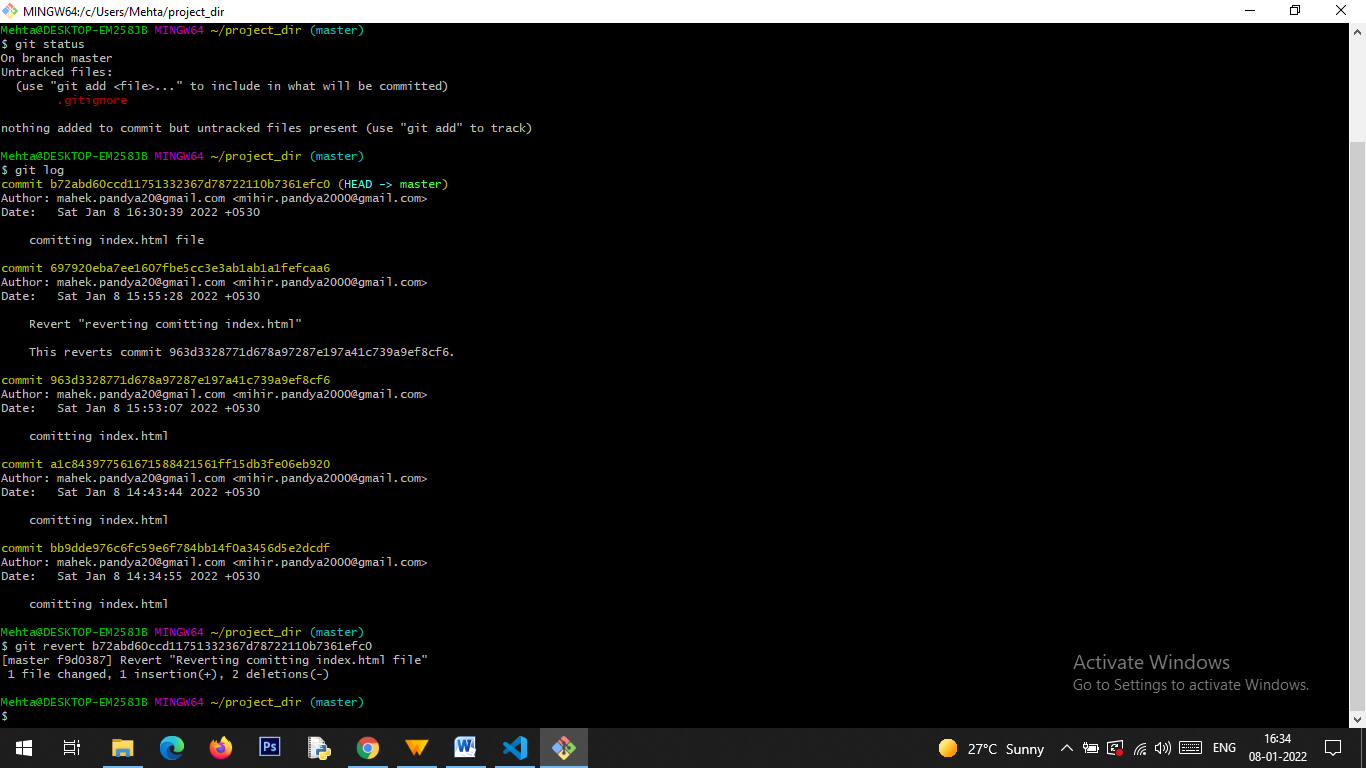 MINGW64:/c/Users/Mehta/project_dir
Mehta@DESKTOP-EM258JB MINGW64 ~/project_dir (master)
$ git status
On branch master
Untracked files:
  (use "git add <file>..." to include in what will be committed)
        .gitignore
nothing added to commit but untracked files present (use "git add" to track)
Mehta@DESKTOP-EM258JB MINGW64 ~/project_dir (master)
$ git log
commit b72abd60ccd11751332367d78722110b7361efc0 (HEAD -> master)
Author: mahek.pandya20@gmail.com <mihir.pandya2000@gmail.com>
Date:   Sat Jan 8 16:30:39 2022 +0530
    comitting index.html file
commit 697920eba7ee1607fbe5cc3e3ab1ab1a1fefcaa6
Author: mahek.pandya20@gmail.com <mihir.pandya2000@gmail.com>
Date:   Sat Jan 8 15:55:28 2022 +0530
    Revert "reverting comitting index.html"
    This reverts commit 963d3328771d678a97287e197a41c739a9ef8cf6.
commit 963d3328771d678a97287e197a41c739a9ef8cf6
Author: mahek.pandya20@gmail.com <mihir.pandya2000@gmail.com>
Date:   Sat Jan 8 15:53:07 2022 +0530
    comitting index.html
commit a1c843977561671588421561ff15db3fe06eb920
Author: mahek.pandya20@gmail.com <mihir.pandya2000@gmail.com>
Date:   Sat Jan 8 14:43:44 2022 +0530
    comitting index.html
commit bb9dde976c6fc59e6f784bb14f0a3456d5e2dcdf
Author: mahek.pandya20@gmail.com <mihir.pandya2000@gmail.com>
Date:   Sat Jan 8 14:34:55 2022 +0530
    comitting index.html
Mehta@DESKTOP-EM258JB MINGW64 ~/project_dir (master)
$ git revert b72abd60ccd11751332367d78722110b7361efc0
[master f9d0387] Revert "Reverting comitting index.html file"
 1 file changed, 1 insertion(+), 2 deletions(-)
Mehta@DESKTOP-EM258JB MINGW64 ~/project_dir (master)
$
Activate Windows
Go to Settings to activate Windows.
Ps
W
27°C Sunny
ENG
16:34
08-01-2022